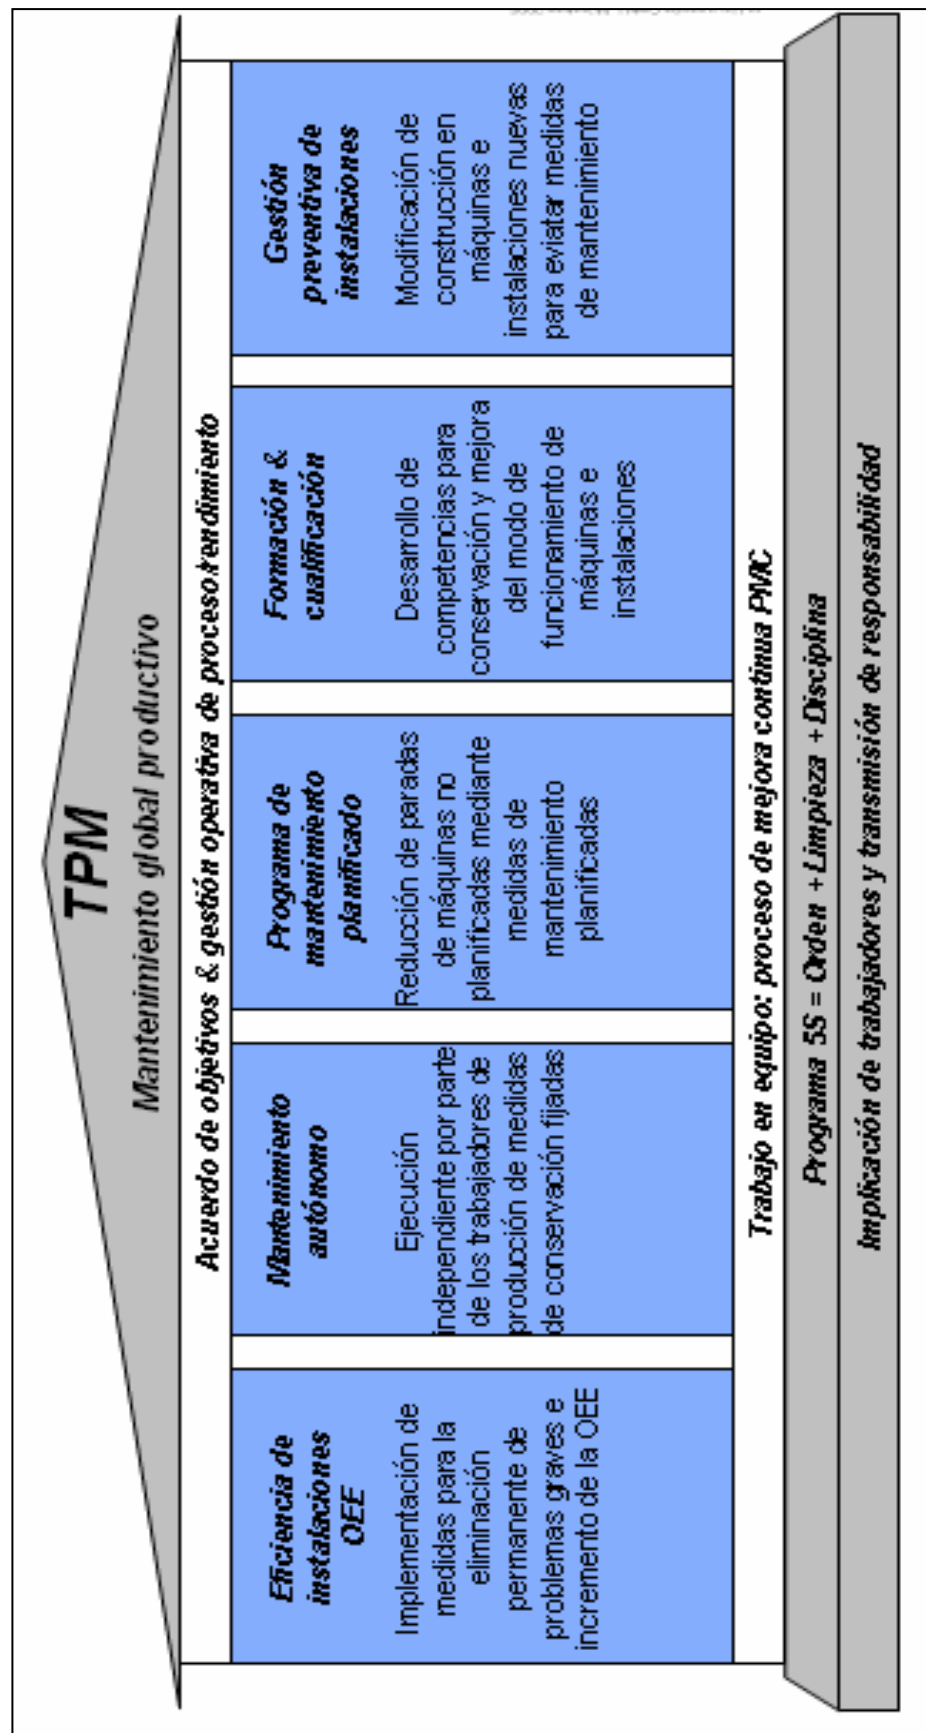 TPM
Mantenimiento global productivo
Acuerdo de objetivos & gestión operativa de proceso/rendimiento
Eficiencia de
instalaciones
OEE
Implementación de
medidas para la
eliminación
permanente de
problemas graves e
incremento de la OEE
Mantenimiento
autónomo
Ejecución
independiente por parte
de los trabajadores de
producción de medidas
de conservación fijadas
Programa de
mantenimiento
planificado
Reducción de paradas
de máquinas no
planificadas mediante
medidas de
mantenimiento
planificadas
Formación &
cualificación
Desarrollo de
competencias para
conservación y mejora
del modo de
funcionamiento de
máquinas e
instalaciones
Gestión
preventiva de
instalaciones
Modificación de
construcción en
máquinas e
instalaciones nuevas
para eviatar medidas
de mantenimiento
Trabajo en equipo: proceso de mejora continua PMC
Programa 5S = Orden +Limpieza +Disciplina
Implicación de trabajadores y transmisión de responsabilidad